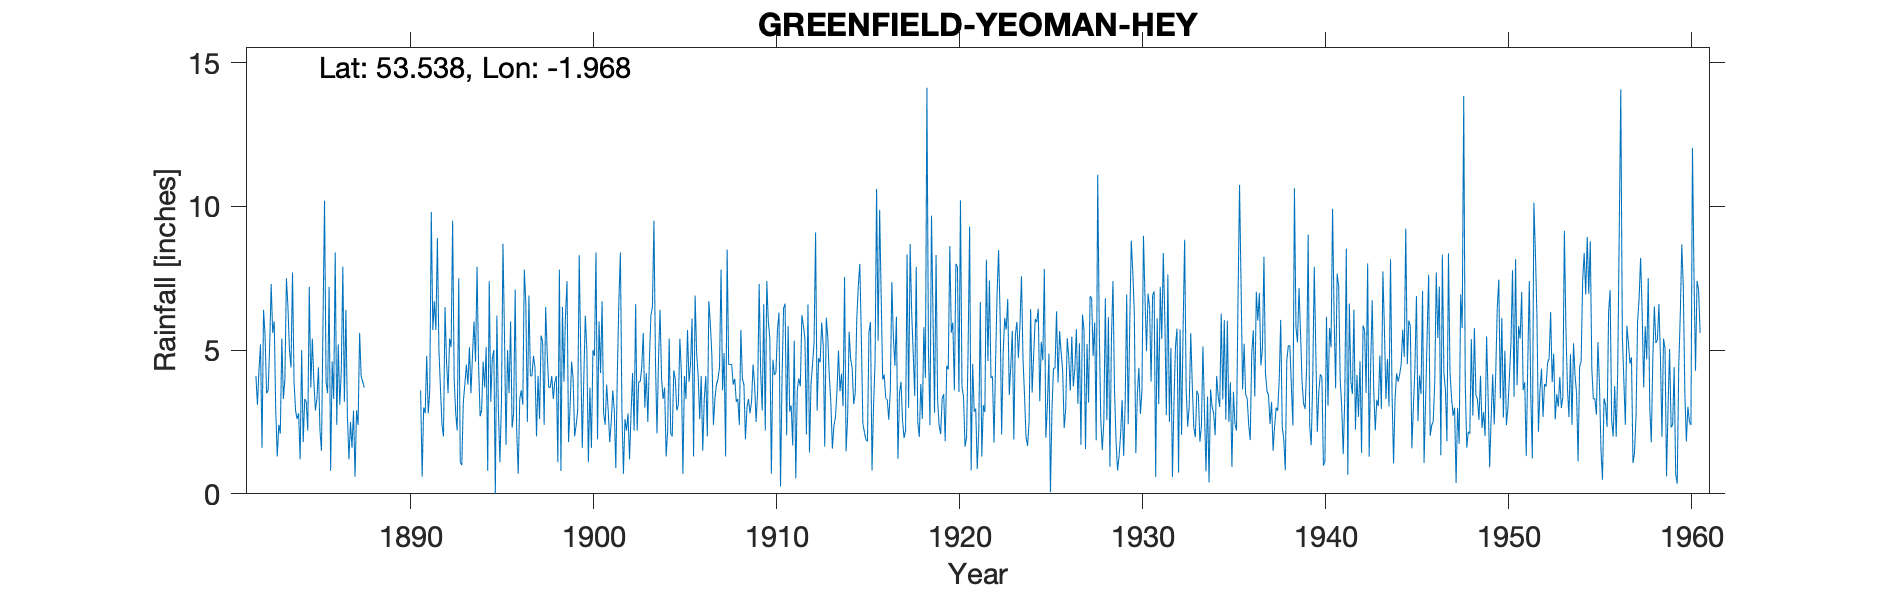 GREENFIELD-YEOMAN-HEY
Lat: 53.538, Lon: -1.968
15
10
5
0
Rainfall [inches]
1890 1900 1910 1920 1930 1940 1950 1960
Year